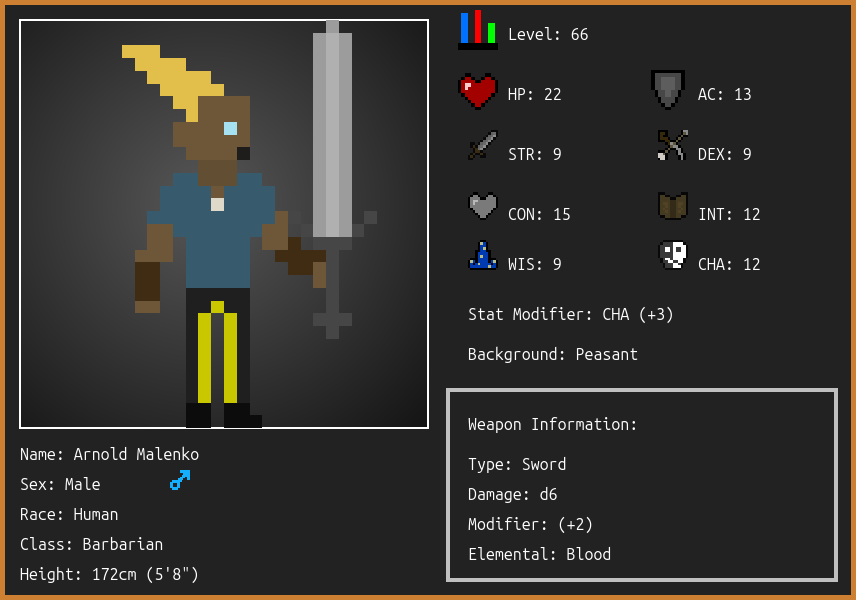 Level: 66
HP: 22
AC: 13
STR: 9
DEX: 9
CON: 15
INT: 12
WIS: 9
CHA: 12
Stat Modifier: CHA (+3)
Background: Peasant
Weapon Information:
Type: Sword
Damage: d6
Modifier: (+2)
Elemental: Blood
Name: Arnold Malenko
Sex: Male
Race: Human
Class: Barbarian
Height: 172cm (5'8")